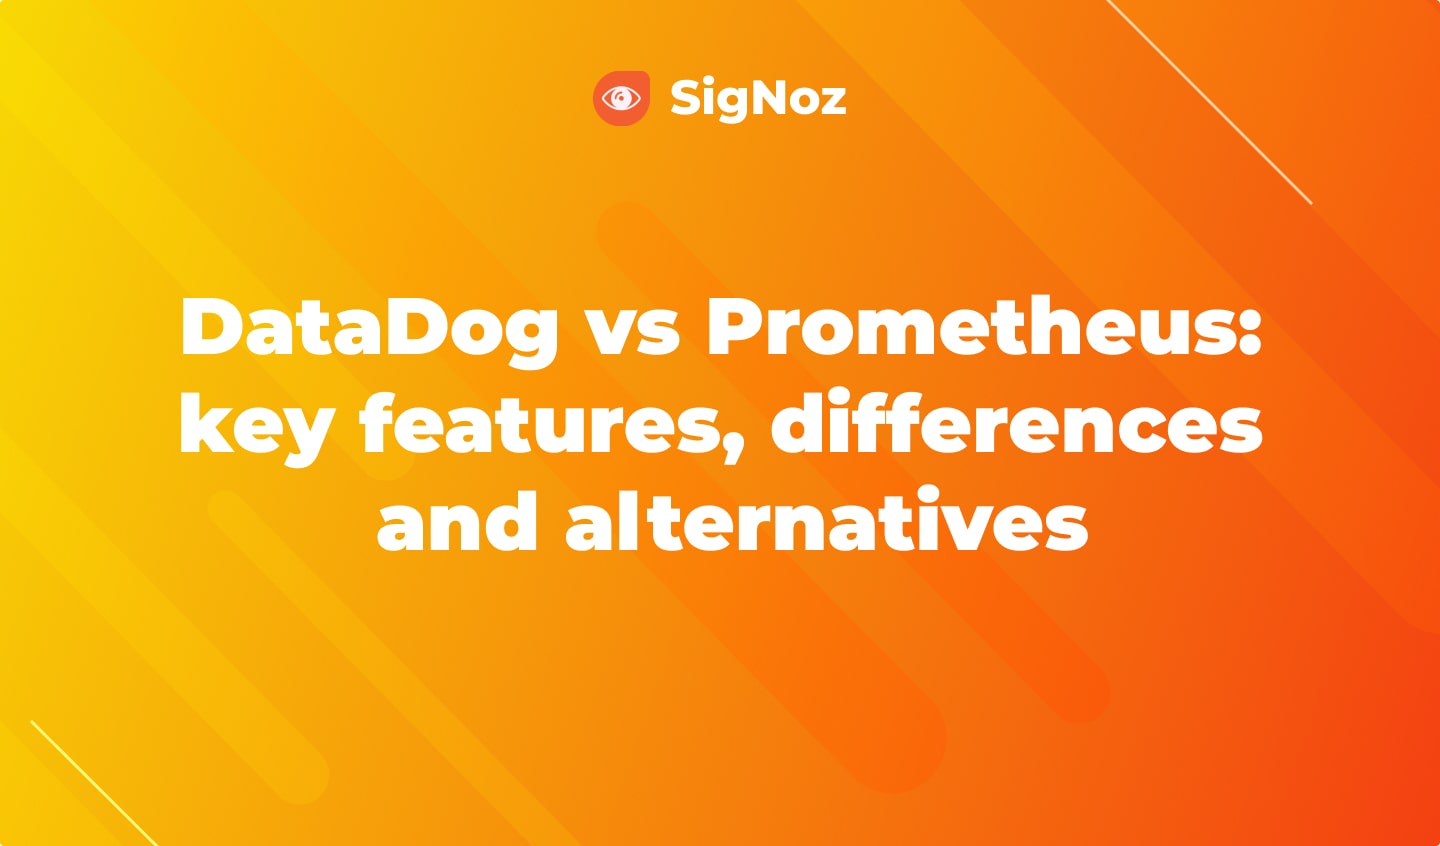 SigNoz
DataDog vs Prometheus:
key features, differences
and alternatives